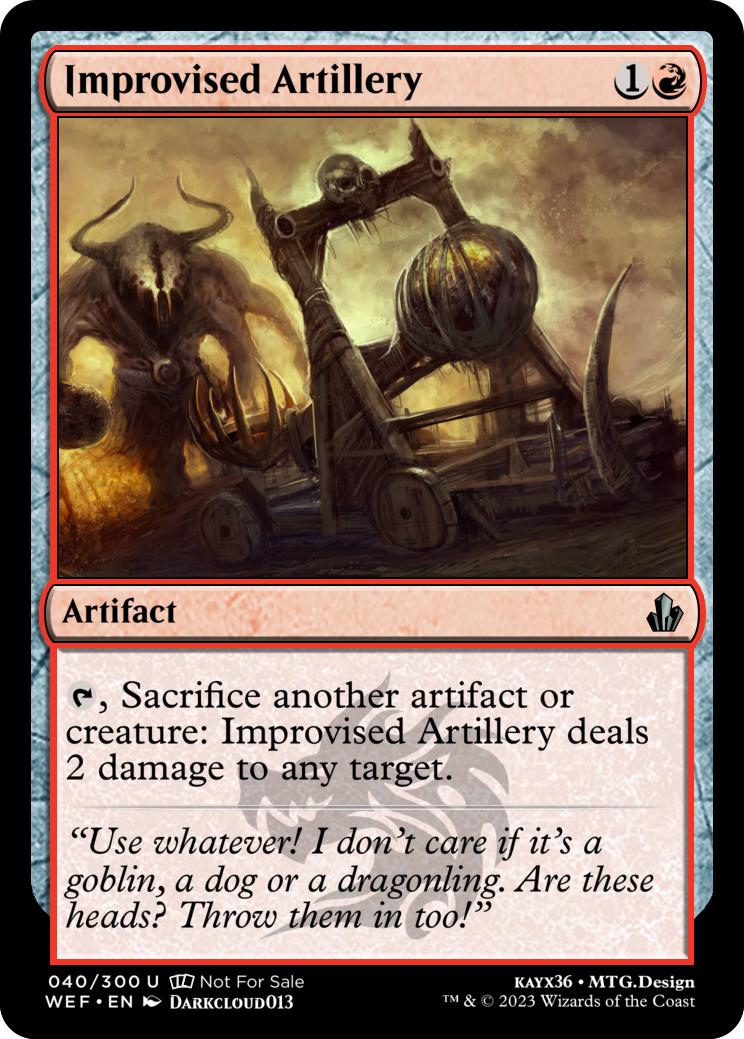 Improvised Artillery 1
Artifact
, Sacrifice another artifact or
creature: Improvised Artillery deals
2 damage to any target.
“Use whatever! I don’t care if it’s a
goblin, a dog or a dragonling. Are these
heads? Throw them in too!”
040/300 U Not For Sale KAYX36 • MTG.Design
WEF • EN DARKCLOUD013 ™ & © 2023 Wizards of the Coast